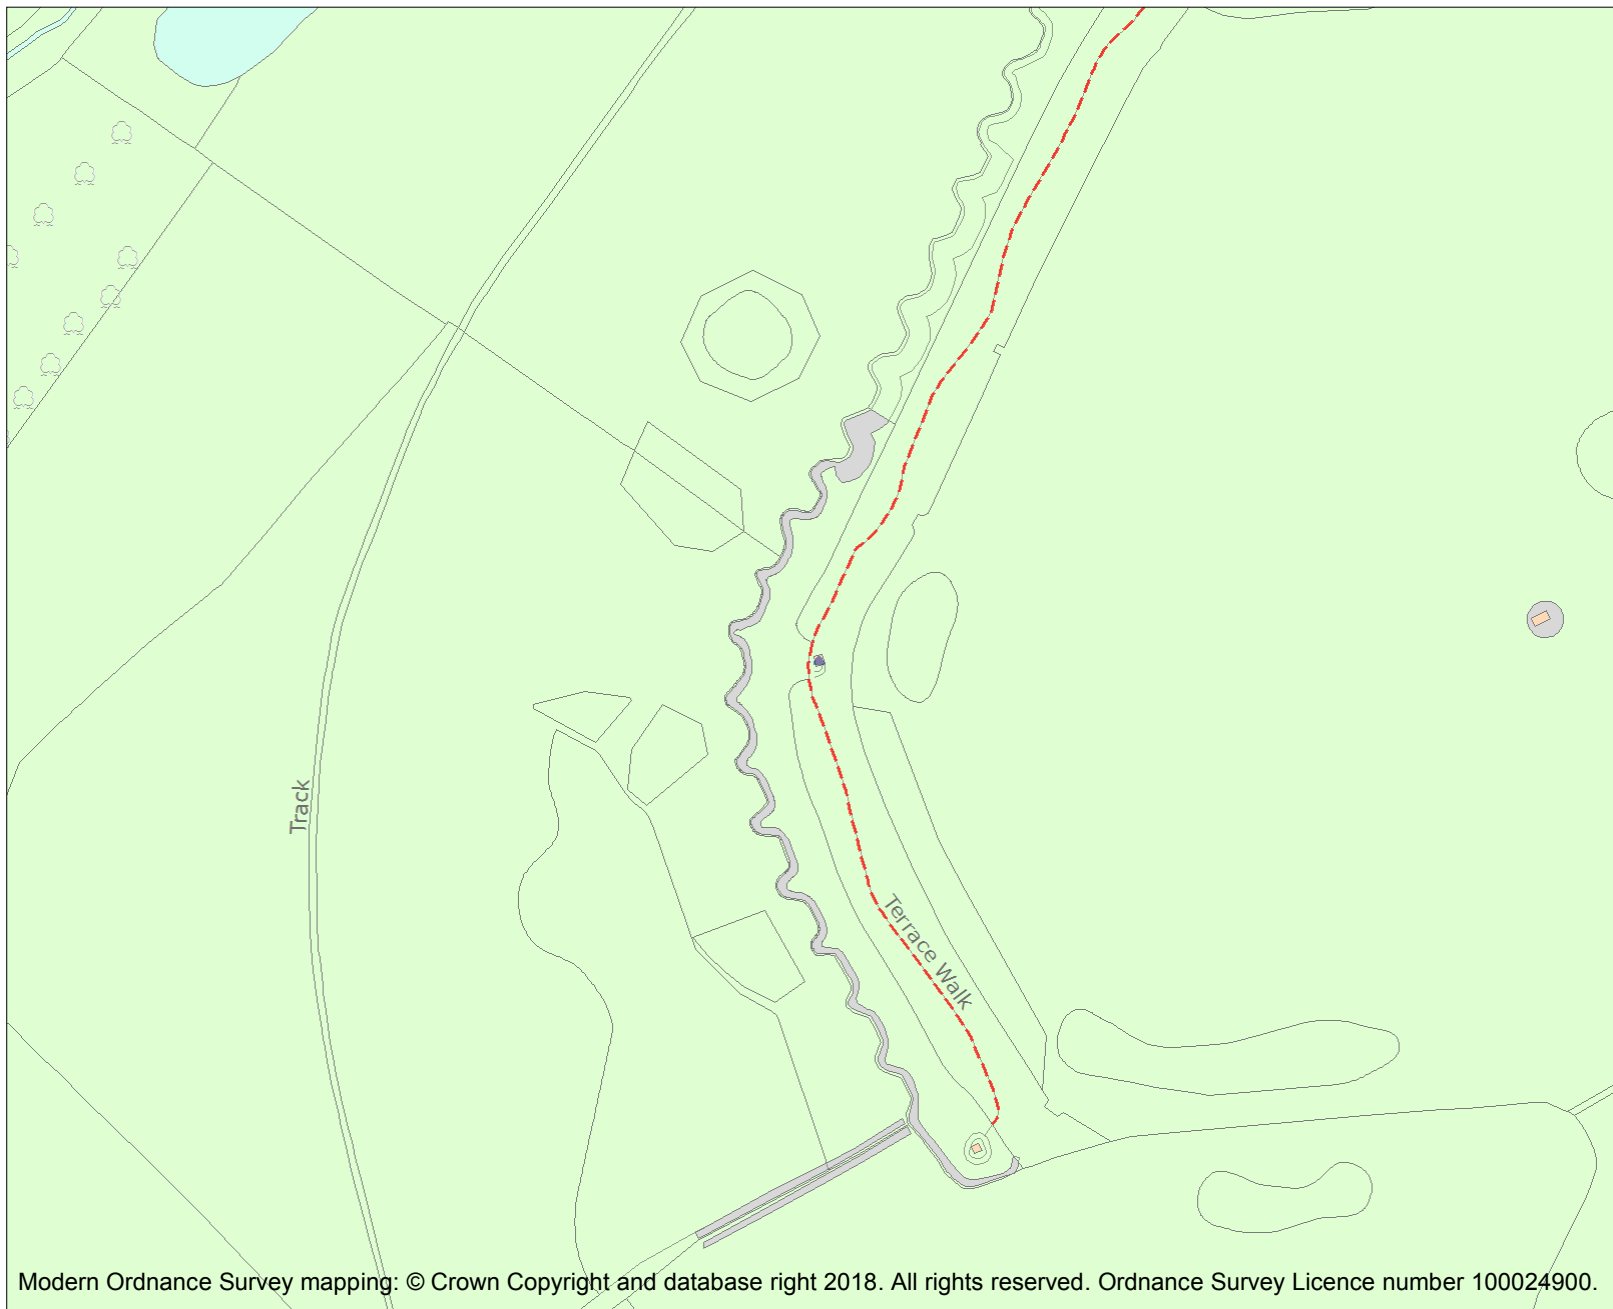 Track
Terrace Walk
Modern Ordnance Survey mapping: © Crown Copyright and database right 2018. All rights reserved. Ordnance Survey Licence number 100024900.